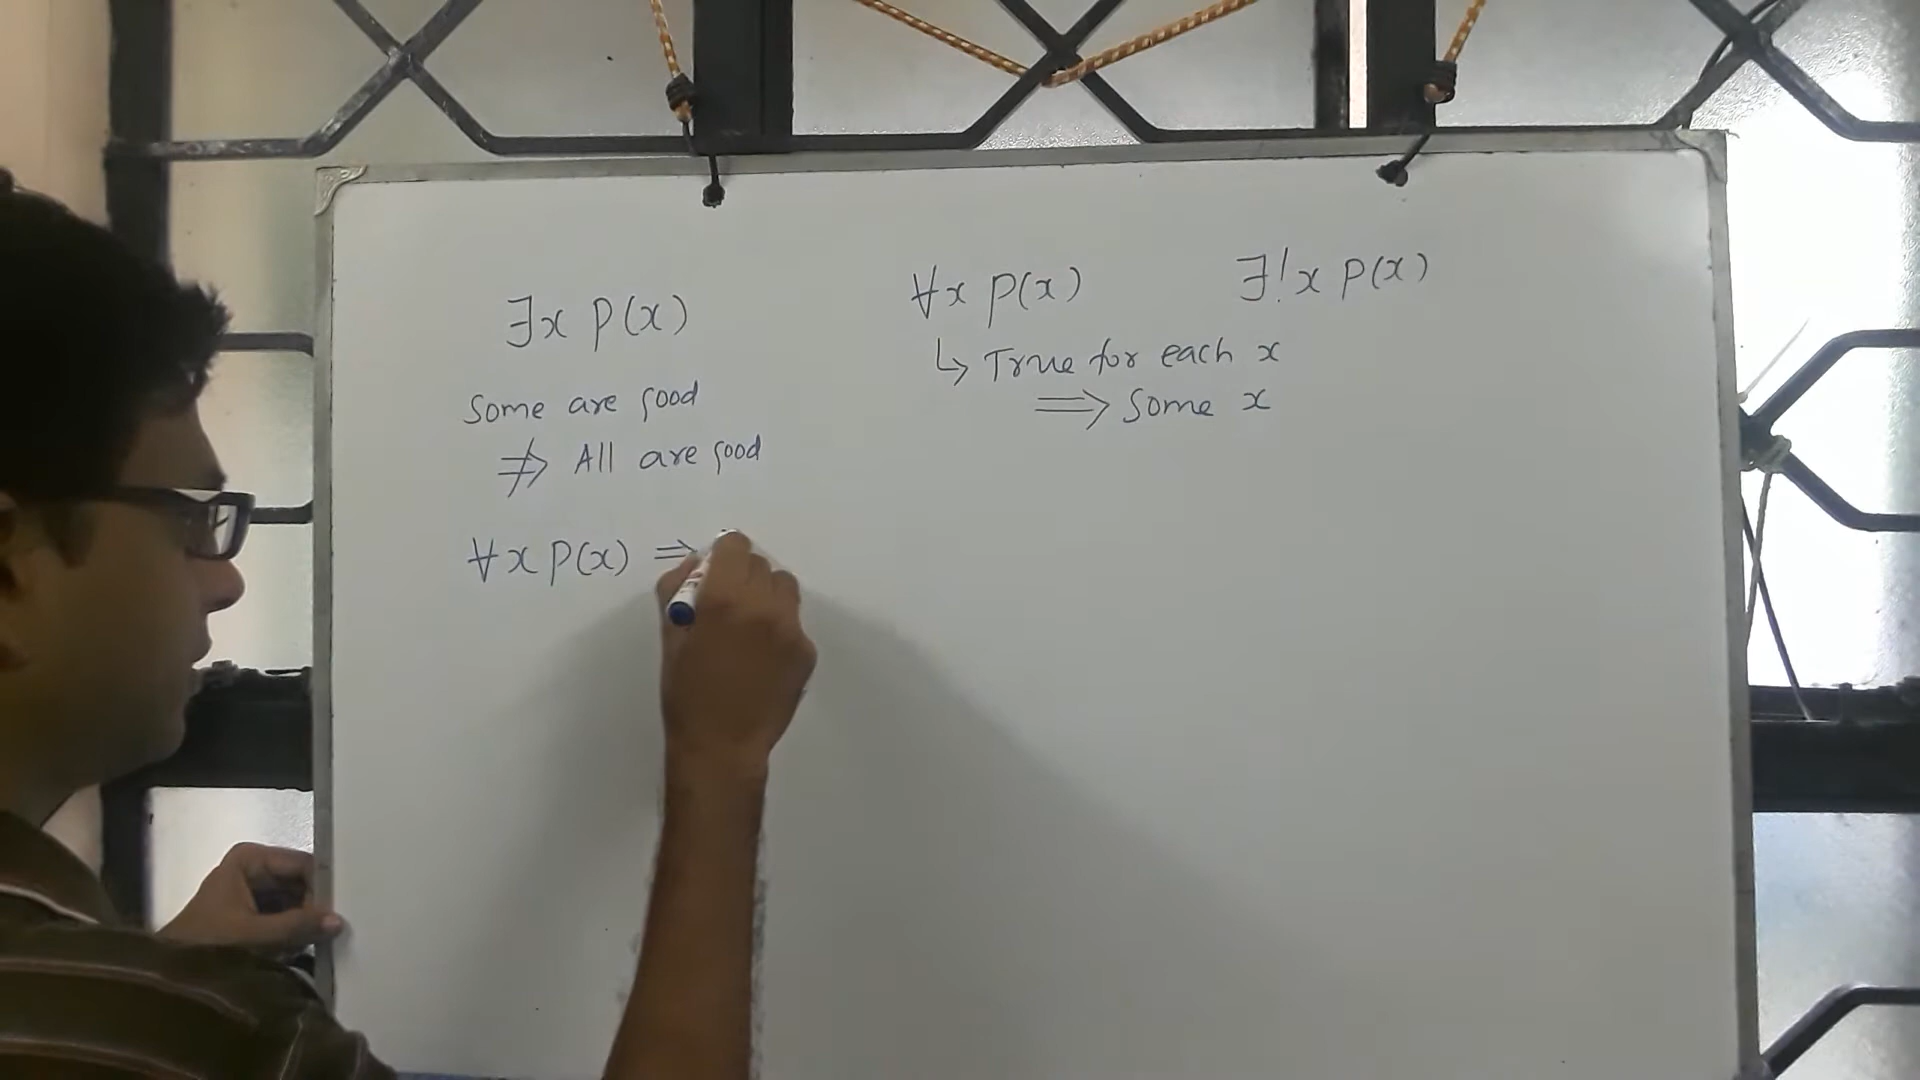 ∃x P(x)
Some are good
⇏ All are good
∀x P(x) ⇒
∀x P(x)
↳ True for each x
⟹ Some x
∃!x P(x)